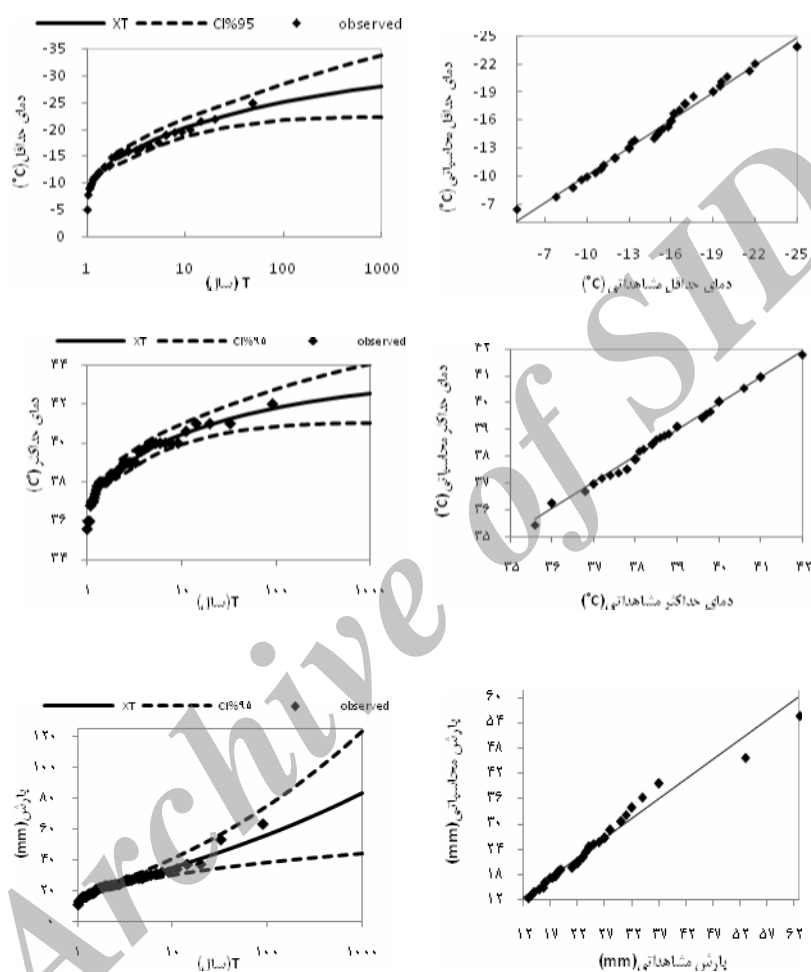 XT CI%95 observed
-35
-30
-25
-20
-15
-10
-5
0
دمای حداقل (°C)
1 10 100 1000
T (سال)
-25
-22
-19
-16
-13
-10
-7
دمای حداقل محاسباتی (°C)
-7 -10 -13 -16 -19 -22 -25
دمای حداقل مشاهداتی (°C)
XT CI%۹۵ observed
۴۴
۴۲
۴۰
۳۸
۳۶
۳۴
دمای حداکثر (C°)
۱ ۱۰ ۱۰۰ ۱۰۰۰
T (سال)
۴۲
۴۱
۴۰
۳۹
۳۸
۳۷
۳۶
۳۵
دمای حداکثر محاسباتی (°C)
۳۵ ۳۶ ۳۷ ۳۸ ۳۹ ۴۰ ۴۱ ۴۲
دمای حداکثر مشاهداتی (°C)
XT CI%۹۵ observed
۱۲۰
۱۰۰
۸۰
۶۰
۴۰
۲۰
۰
بارش (mm)
۱ ۱۰ ۱۰۰ ۱۰۰۰
T (سال)
۶۰
۵۴
۴۸
۴۲
۳۶
۳۰
۲۴
۱۸
۱۲
بارش محاسباتی (mm)
۱۲ ۱۷ ۲۲ ۲۷ ۳۲ ۳۷ ۴۲ ۴۷ ۵۲ ۵۷ ۶۲
بارش مشاهداتی (mm)
Archive of SID